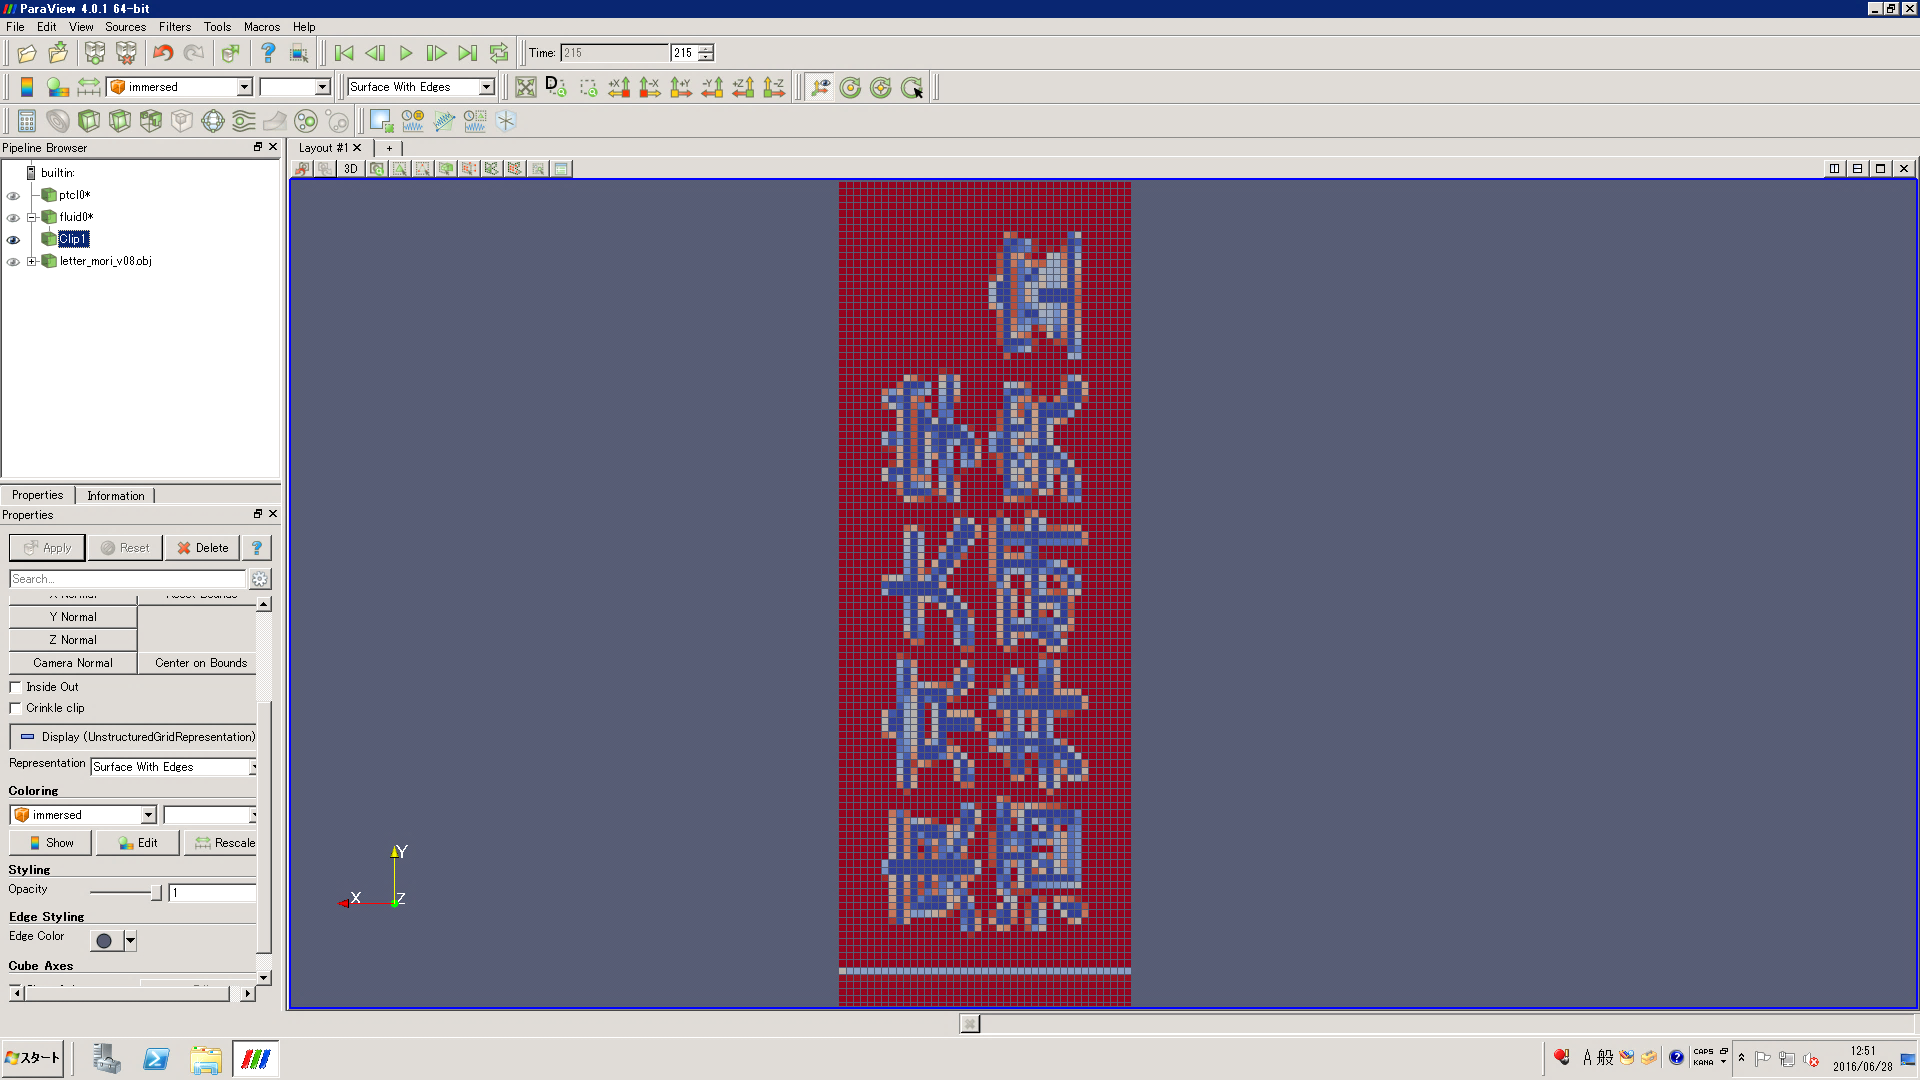 ParaView 4.0.1 64-bit
File Edit View Sources Filters Tools Macros Help
Time: 215 215
immersed Surface With Edges
Pipeline Browser
Layout #1
3D
builtin:
ptcl0*
fluid0*
Clip1
letter_mori_v08.obj
Properties Information
Properties
Apply Reset Delete
Search...
Y Normal
Z Normal
Camera Normal Center on Bounds
Inside Out
Crinkle clip
Display (UnstructuredGridRepresentation)
Representation Surface With Edges
Coloring
immersed
Show Edit Rescale
Styling
Opacity 1
Edge Styling
Edge Color
Cube Axes
Y
X Z
スタート
A 般 CAPS KANA
12:51
2016/06/28